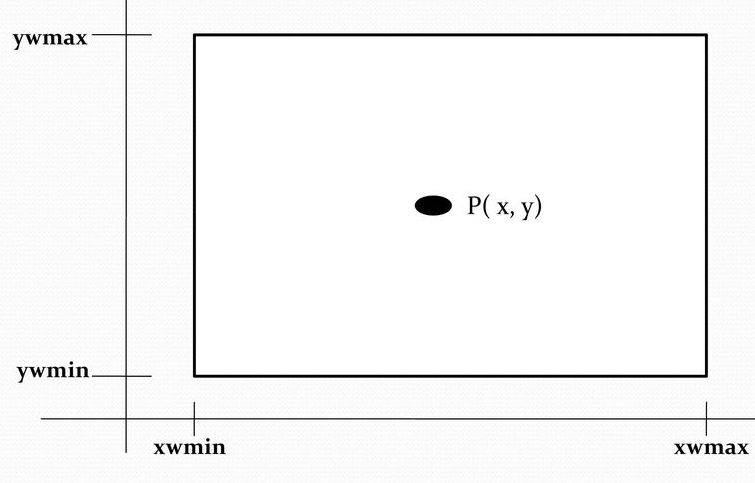 ywmax
P( x, y)
ywmin
xwmin
xwmax